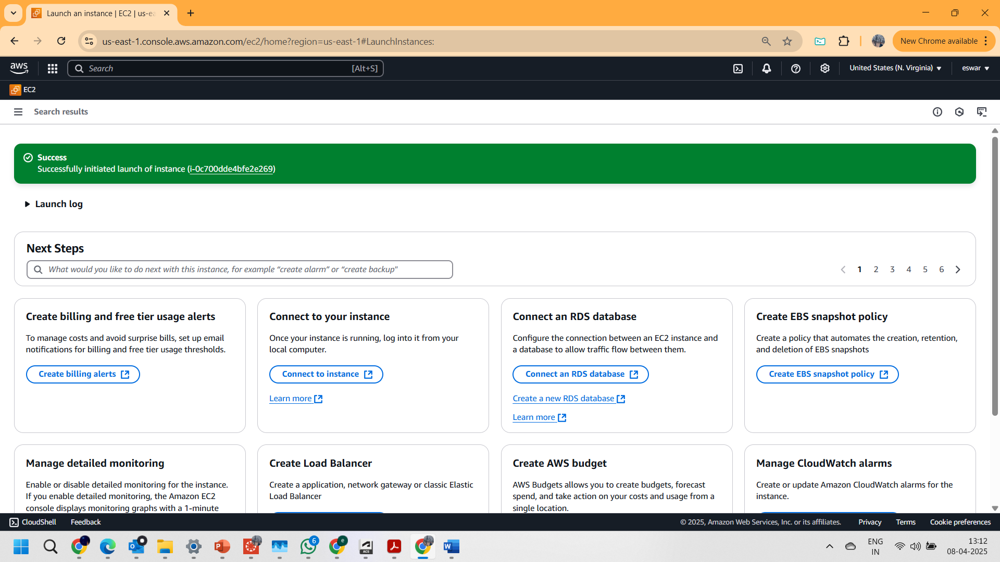 Launch an instance | EC2 | us-ea
us-east-1.console.aws.amazon.com/ec2/home?region=us-east-1#LaunchInstances:
New Chrome available
aws
Search
[Alt+S]
United States (N. Virginia)
eswar
EC2
Search results
Success
Successfully initiated launch of instance (i-0c700dde4bfe2e269)
Launch log
Next Steps
What would you like to do next with this instance, for example “create alarm” or “create backup”
1 2 3 4 5 6
Create billing and free tier usage alerts
To manage costs and avoid surprise bills, set up email
notifications for billing and free tier usage thresholds.
Create billing alerts
Connect to your instance
Once your instance is running, log into it from your
local computer.
Connect to instance
Learn more
Connect an RDS database
Configure the connection between an EC2 instance and
a database to allow traffic flow between them.
Connect an RDS database
Create a new RDS database
Learn more
Create EBS snapshot policy
Create a policy that automates the creation, retention,
and deletion of EBS snapshots
Create EBS snapshot policy
Manage detailed monitoring
Enable or disable detailed monitoring for the instance.
If you enable detailed monitoring, the Amazon EC2
console displays monitoring graphs with a 1-minute
Create Load Balancer
Create a application, network gateway or classic Elastic
Load Balancer
Create AWS budget
AWS Budgets allows you to create budgets, forecast
spend, and take action on your costs and usage from a
single location.
Manage CloudWatch alarms
Create or update Amazon CloudWatch alarms for the
instance.
CloudShell
Feedback
© 2025, Amazon Web Services, Inc. or its affiliates.
Privacy
Terms
Cookie preferences
6
e
ACS
ENG
IN
13:12
08-04-2025